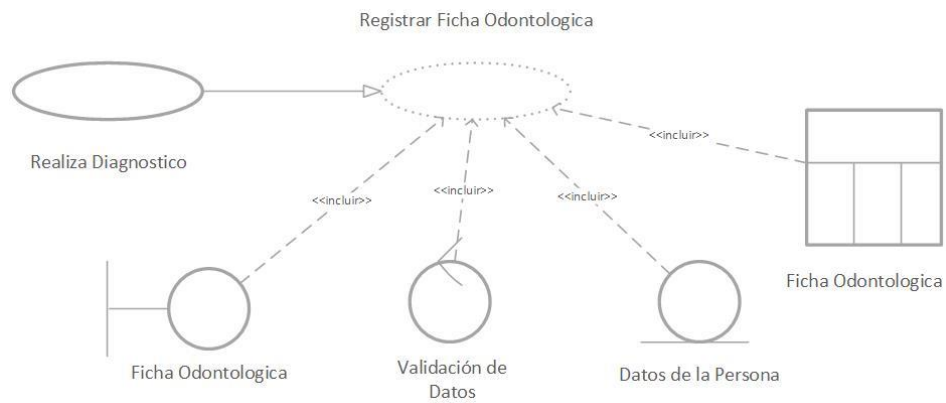 Registrar Ficha Odontologica
<<incluir>>
Realiza Diagnostico
<<incluir>>
<<incluir>>
<<incluir>>
Ficha Odontologica
Ficha Odontologica
Validación de
Datos
Datos de la Persona